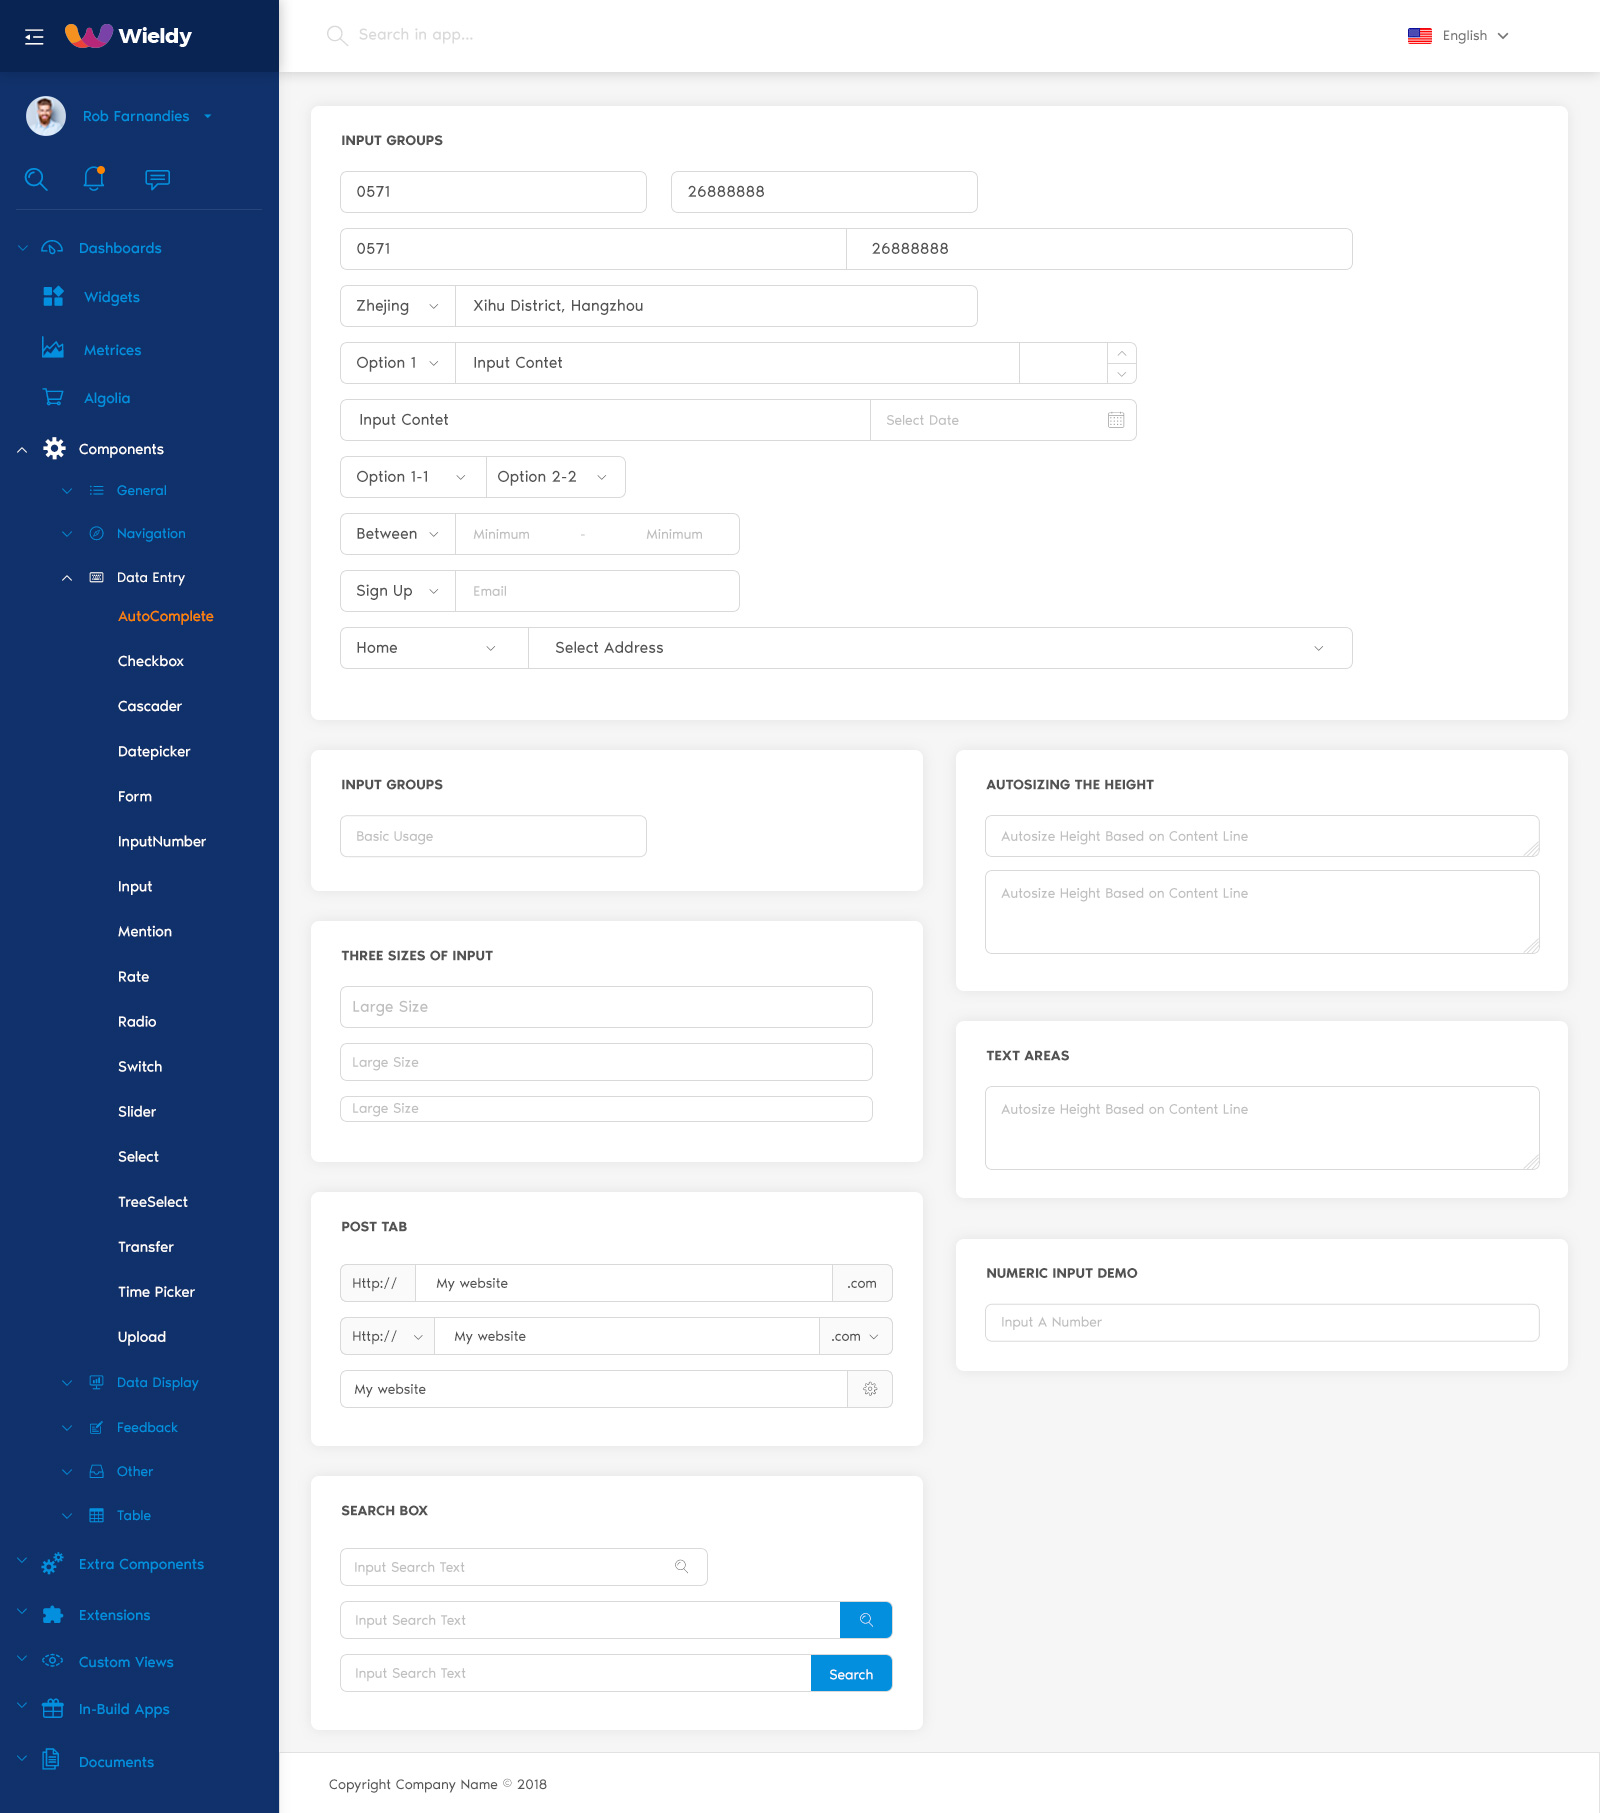 Wieldy
Search in app...
English
Rob Farnandies
Dashboards
Widgets
Metrices
Algolia
Components
General
Navigation
Data Entry
AutoComplete
Checkbox
Cascader
Datepicker
Form
InputNumber
Input
Mention
Rate
Radio
Switch
Slider
Select
TreeSelect
Transfer
Time Picker
Upload
Data Display
Feedback
Other
Table
Extra Components
Extensions
Custom Views
In-Build Apps
Documents
INPUT GROUPS
0571 26888888
0571 26888888
Zhejing Xihu District, Hangzhou
Option 1 Input Contet
Input Contet Select Date
Option 1-1 Option 2-2
Between Minimum - Minimum
Sign Up Email
Home Select Address
INPUT GROUPS
Basic Usage
THREE SIZES OF INPUT
Large Size
Large Size
Large Size
POST TAB
Http:// My website .com
Http:// My website .com
My website
SEARCH BOX
Input Search Text
Input Search Text
Input Search Text Search
AUTOSIZING THE HEIGHT
Autosize Height Based on Content Line
Autosize Height Based on Content Line
TEXT AREAS
Autosize Height Based on Content Line
NUMERIC INPUT DEMO
Input A Number
Copyright Company Name © 2018